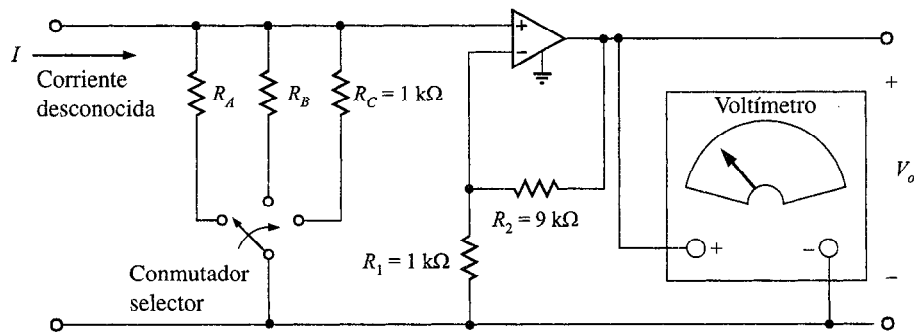 I
Corriente
desconocida
R_A
R_B
R_C = 1 kΩ
+
−
R_2 = 9 kΩ
R_1 = 1 kΩ
Conmutador
selector
Voltímetro
+
−
+
V_o
−